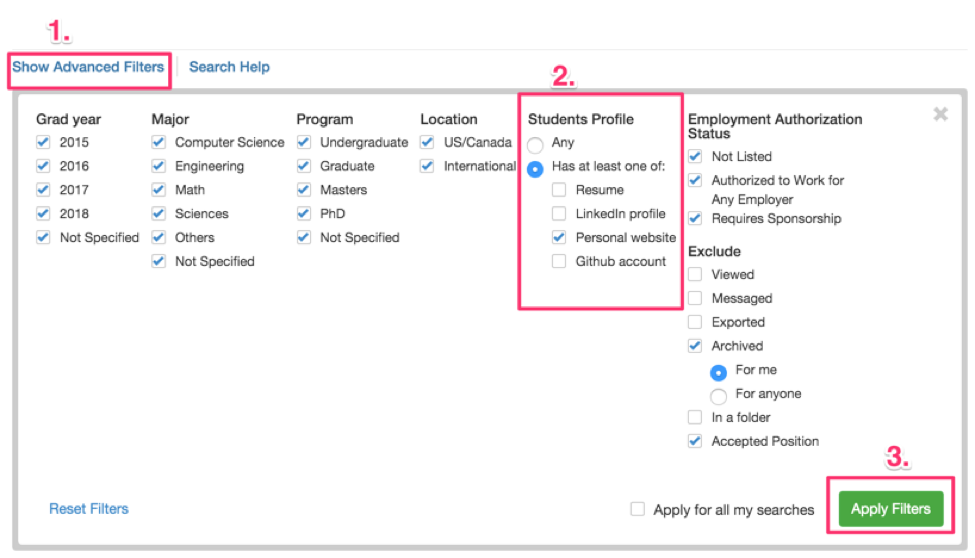 1.
Show Advanced Filters
Search Help
2.
Grad year
2015
2016
2017
2018
Not Specified
Major
Computer Science
Engineering
Math
Sciences
Others
Not Specified
Program
Undergraduate
Graduate
Masters
PhD
Not Specified
Location
US/Canada
International
Students Profile
Any
Has at least one of:
Resume
LinkedIn profile
Personal website
Github account
Employment Authorization
Status
Not Listed
Authorized to Work for
Any Employer
Requires Sponsorship
Exclude
Viewed
Messaged
Exported
Archived
For me
For anyone
In a folder
Accepted Position
3.
Reset Filters
Apply for all my searches
Apply Filters